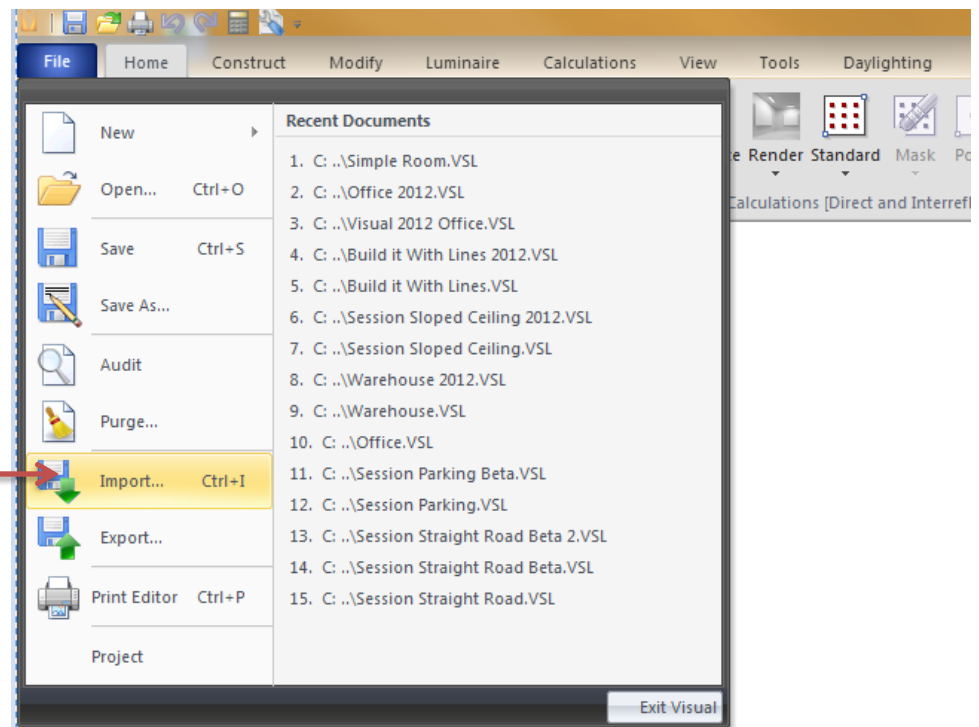 File Home Construct Modify Luminaire Calculations View Tools Daylighting
New
Open... Ctrl+O
Save Ctrl+S
Save As...
Audit
Purge...
Import... Ctrl+I
Export...
Print Editor Ctrl+P
Project
Recent Documents
1. C: ..\Simple Room.VSL
2. C: ..\Office 2012.VSL
3. C: ..\Visual 2012 Office.VSL
4. C: ..\Build it With Lines 2012.VSL
5. C: ..\Build it With Lines.VSL
6. C: ..\Session Sloped Ceiling 2012.VSL
7. C: ..\Session Sloped Ceiling.VSL
8. C: ..\Warehouse 2012.VSL
9. C: ..\Warehouse.VSL
10. C: ..\Office.VSL
11. C: ..\Session Parking Beta.VSL
12. C: ..\Session Parking.VSL
13. C: ..\Session Straight Road Beta 2.VSL
14. C: ..\Session Straight Road Beta.VSL
15. C: ..\Session Straight Road.VSL
Exit Visual
Render Standard Mask
Calculations [Direct and